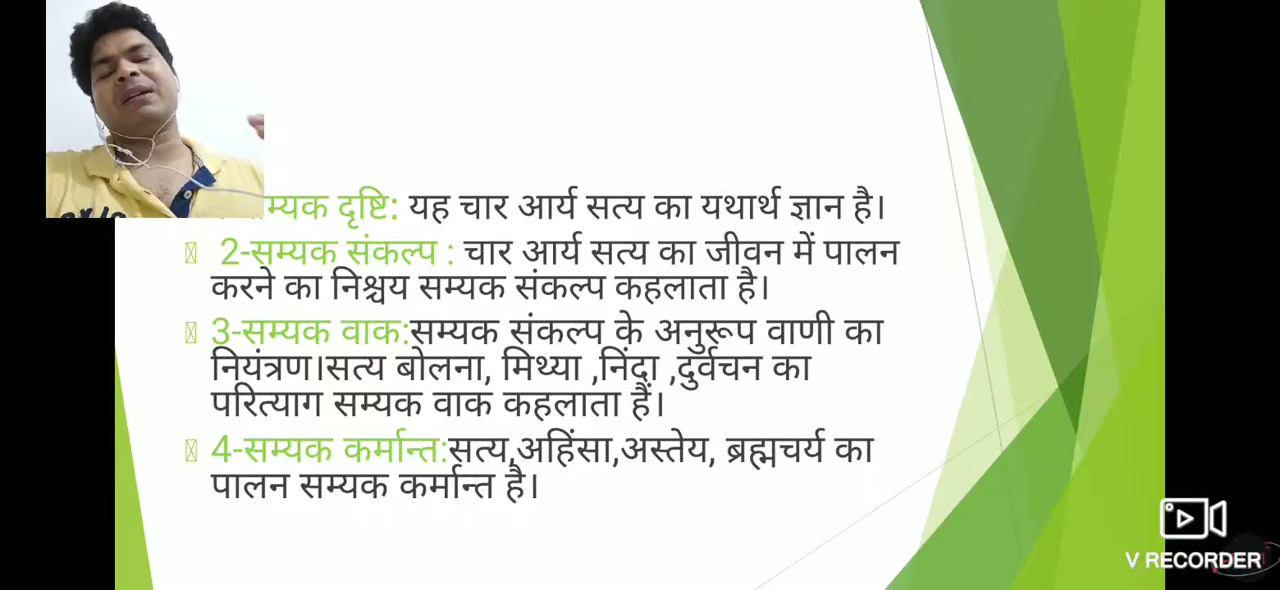 म्यक दृष्टि: यह चार आर्य सत्य का यथार्थ ज्ञान है।
2-सम्यक संकल्प : चार आर्य सत्य का जीवन में पालन
करने का निश्चय सम्यक संकल्प कहलाता है।
3-सम्यक वाक:सम्यक संकल्प के अनुरूप वाणी का
नियंत्रण।सत्य बोलना, मिथ्या ,निंदा ,दुर्वचन का
परित्याग सम्यक वाक कहलाता हैं।
4-सम्यक कर्मान्त:सत्य,अहिंसा,अस्तेय, ब्रह्मचर्य का
पालन सम्यक कर्मान्त है।
V RECORDER